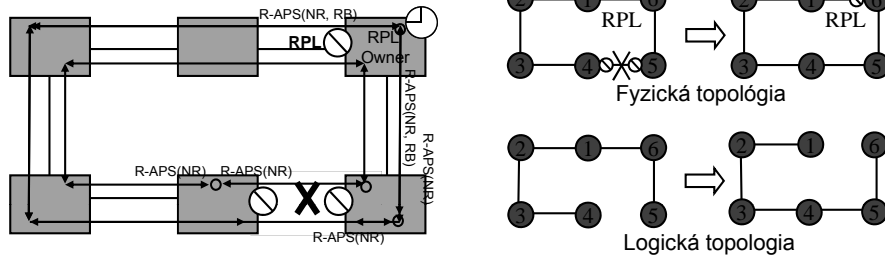 R-APS(NR, RB)
RPL
RPL
Owner
R-APS(NR, RB)
R-APS(NR)
R-APS(NR)
R-APS(NR)
R-APS(NR)
2 1 6
RPL
3 4 5
2 1 6
RPL
3 4 5
Fyzická topológia
2 1 6
3 4 5
2 1 6
3 4 5
Logická topologia